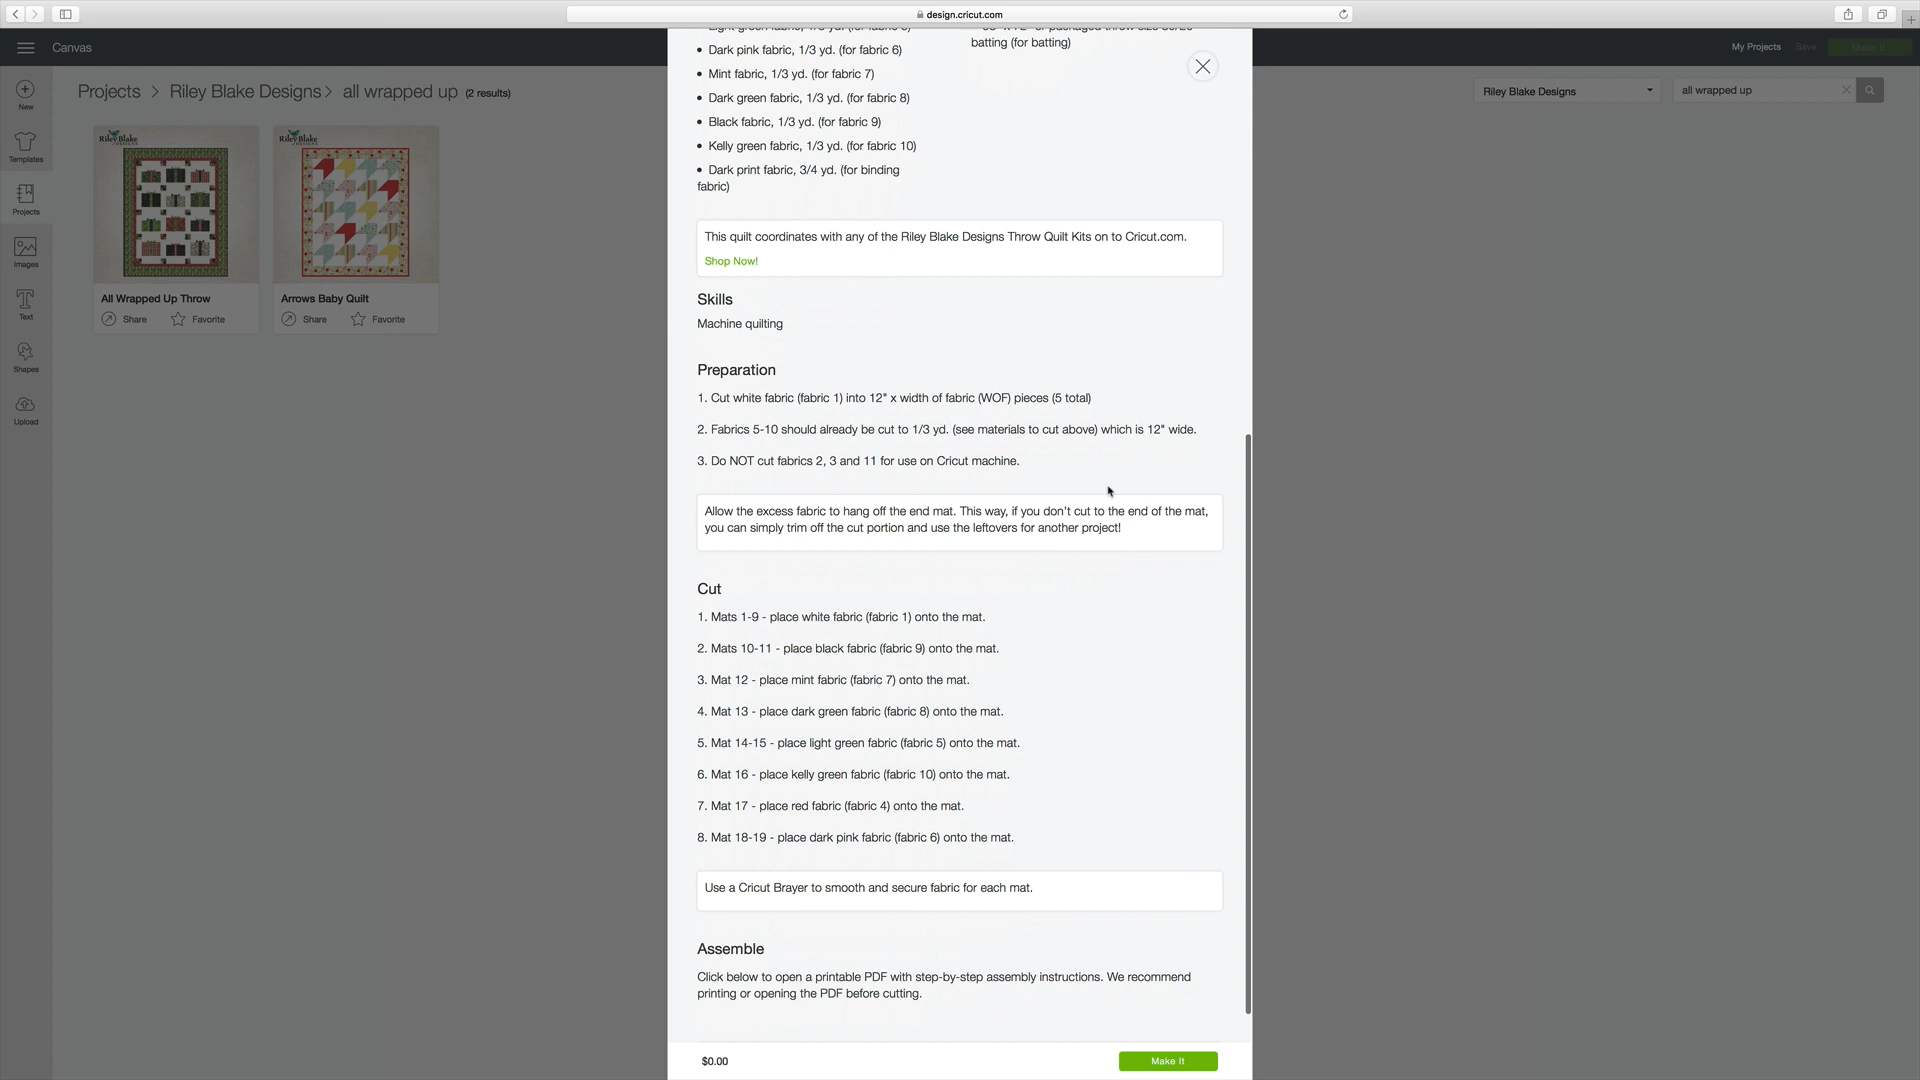 design.cricut.com
Canvas
My Projects
Save
Make It
New
Templates
Projects
Images
Text
Shapes
Upload
Projects > Riley Blake Designs > all wrapped up (2 results)
Riley Blake Designs
all wrapped up
Riley Blake
DESIGNS
All Wrapped Up Throw
Share
Favorite
Riley Blake
DESIGNS
Arrows Baby Quilt
Share
Favorite
batting (for batting)
• Dark pink fabric, 1/3 yd. (for fabric 6)
• Mint fabric, 1/3 yd. (for fabric 7)
• Dark green fabric, 1/3 yd. (for fabric 8)
• Black fabric, 1/3 yd. (for fabric 9)
• Kelly green fabric, 1/3 yd. (for fabric 10)
• Dark print fabric, 3/4 yd. (for binding
fabric)
This quilt coordinates with any of the Riley Blake Designs Throw Quilt Kits on to Cricut.com.
Shop Now!
Skills
Machine quilting
Preparation
1. Cut white fabric (fabric 1) into 12" x width of fabric (WOF) pieces (5 total)
2. Fabrics 5-10 should already be cut to 1/3 yd. (see materials to cut above) which is 12" wide.
3. Do NOT cut fabrics 2, 3 and 11 for use on Cricut machine.
Allow the excess fabric to hang off the end mat. This way, if you don't cut to the end of the mat,
you can simply trim off the cut portion and use the leftovers for another project!
Cut
1. Mats 1-9 - place white fabric (fabric 1) onto the mat.
2. Mats 10-11 - place black fabric (fabric 9) onto the mat.
3. Mat 12 - place mint fabric (fabric 7) onto the mat.
4. Mat 13 - place dark green fabric (fabric 8) onto the mat.
5. Mat 14-15 - place light green fabric (fabric 5) onto the mat.
6. Mat 16 - place kelly green fabric (fabric 10) onto the mat.
7. Mat 17 - place red fabric (fabric 4) onto the mat.
8. Mat 18-19 - place dark pink fabric (fabric 6) onto the mat.
Use a Cricut Brayer to smooth and secure fabric for each mat.
Assemble
Click below to open a printable PDF with step-by-step assembly instructions. We recommend
printing or opening the PDF before cutting.
$0.00
Make It